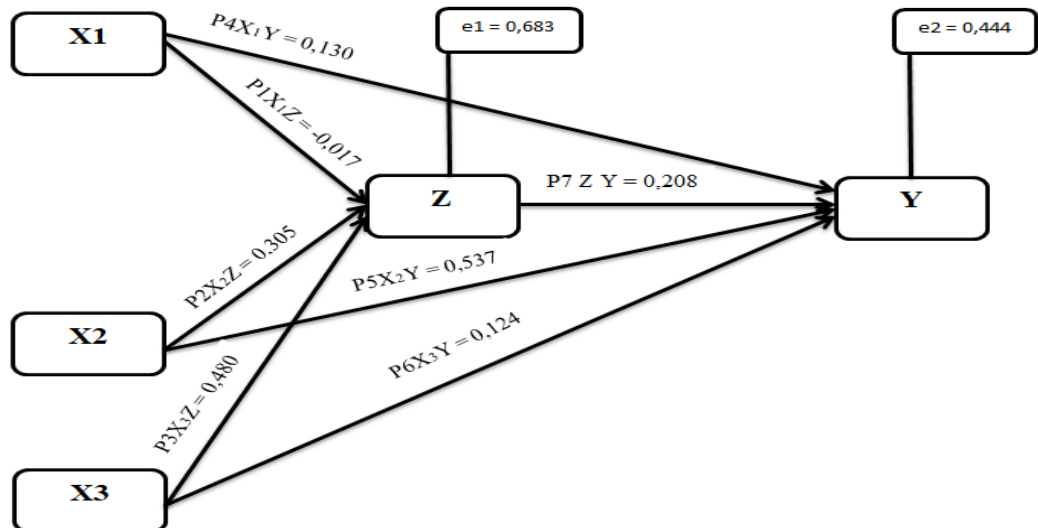 X1
e1 = 0,683
e2 = 0,444
P4X₁Y = 0,130
P1X₁Z = -0,017
Z
P7 Z Y = 0,208
Y
P2X₂Z = 0.305
P5X₂Y = 0,537
X2
P3X₃Z = 0,480
P6X₃Y = 0,124
X3